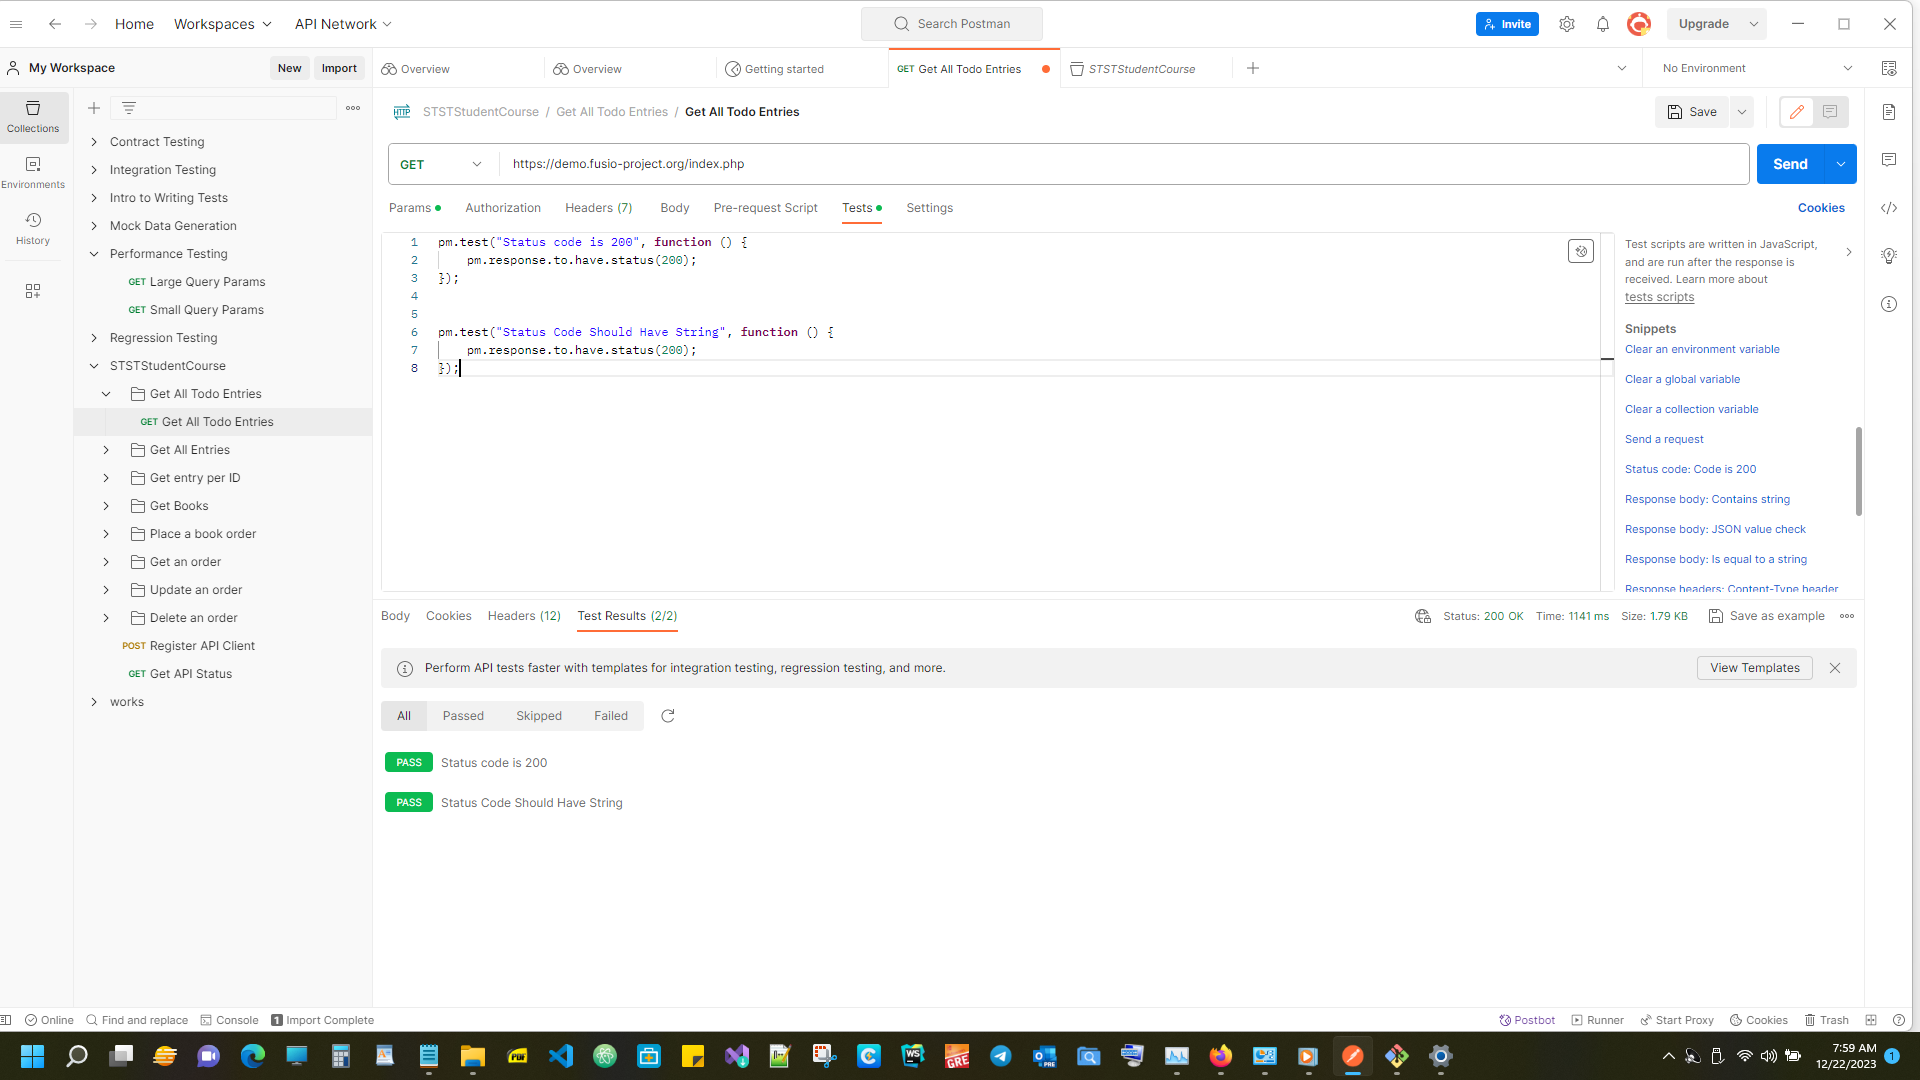 Home
Workspaces
API Network
Search Postman
Invite
Upgrade
My Workspace
New
Import
Overview
Overview
Getting started
GET Get All Todo Entries
STSTStudentCourse
No Environment
Collections
Environments
History
Contract Testing
Integration Testing
Intro to Writing Tests
Mock Data Generation
Performance Testing
GET Large Query Params
GET Small Query Params
Regression Testing
STSTStudentCourse
Get All Todo Entries
GET Get All Todo Entries
Get All Entries
Get entry per ID
Get Books
Place a book order
Get an order
Update an order
Delete an order
POST Register API Client
GET Get API Status
works
HTTP STSTStudentCourse / Get All Todo Entries / Get All Todo Entries
Save
GET
https://demo.fusio-project.org/index.php
Send
Params
Authorization
Headers (7)
Body
Pre-request Script
Tests
Settings
Cookies
1 pm.test("Status code is 200", function () {
2 pm.response.to.have.status(200);
3 });
4
5
6 pm.test("Status Code Should Have String", function () {
7 pm.response.to.have.status(200);
8 });
Test scripts are written in JavaScript,
and are run after the response is
received. Learn more about
tests scripts
Snippets
Clear an environment variable
Clear a global variable
Clear a collection variable
Send a request
Status code: Code is 200
Response body: Contains string
Response body: JSON value check
Response body: Is equal to a string
Response headers: Content-Type header
Body
Cookies
Headers (12)
Test Results (2/2)
Status: 200 OK
Time: 1141 ms
Size: 1.79 KB
Save as example
Perform API tests faster with templates for integration testing, regression testing, and more.
View Templates
All
Passed
Skipped
Failed
PASS Status code is 200
PASS Status Code Should Have String
Online
Find and replace
Console
1 Import Complete
Postbot
Runner
Start Proxy
Cookies
Trash
PDF
WS
GRE
PRE
7:59 AM
12/22/2023
1